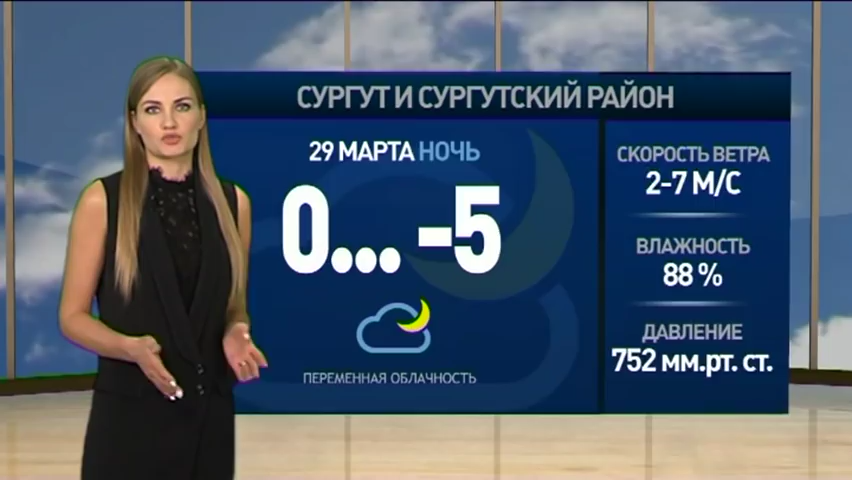 СУРГУТ И СУРГУТСКИЙ РАЙОН
29 МАРТА НОЧЬ
0... -5
ПЕРЕМЕННАЯ ОБЛАЧНОСТЬ
СКОРОСТЬ ВЕТРА
2-7 М/С
ВЛАЖНОСТЬ
88 %
ДАВЛЕНИЕ
752 мм.рт. ст.